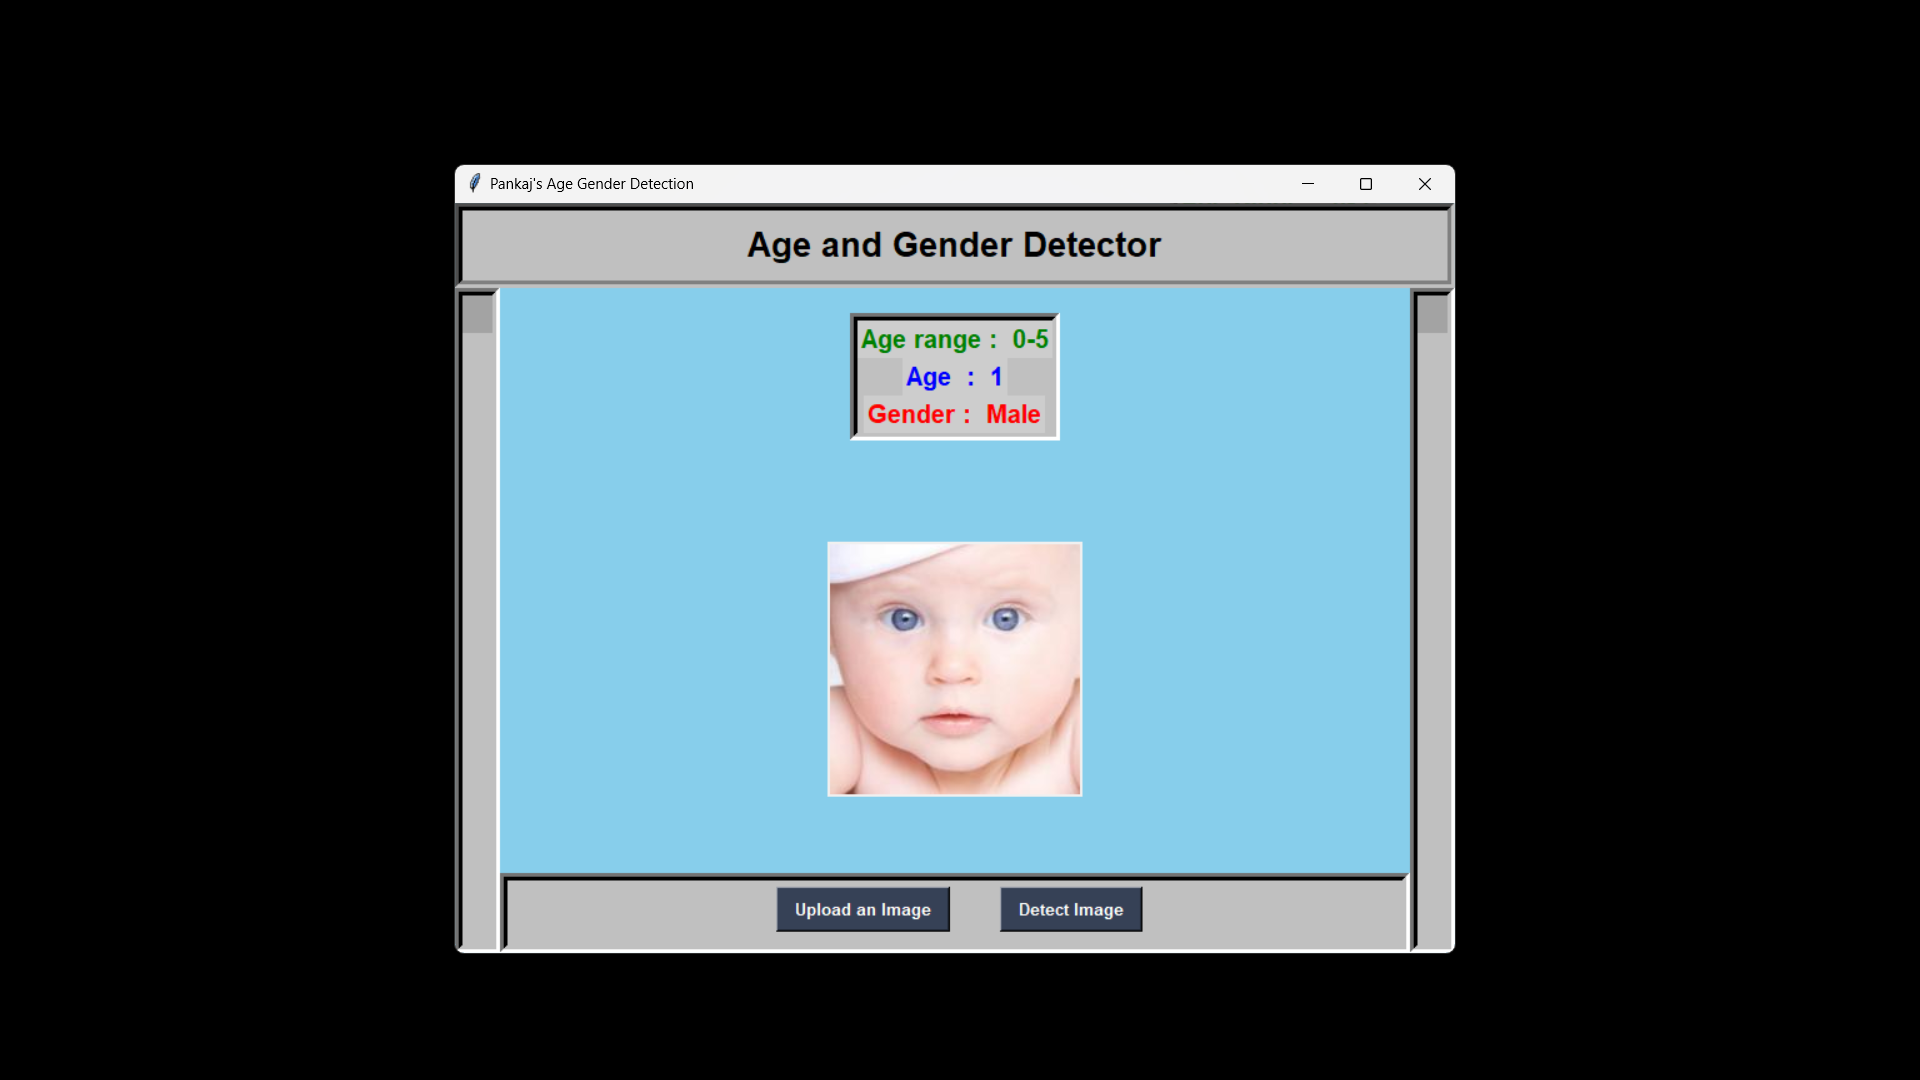 Pankaj's Age Gender Detection
Age and Gender Detector
Age range :  0-5
Age  :  1
Gender :  Male
Upload an Image
Detect Image